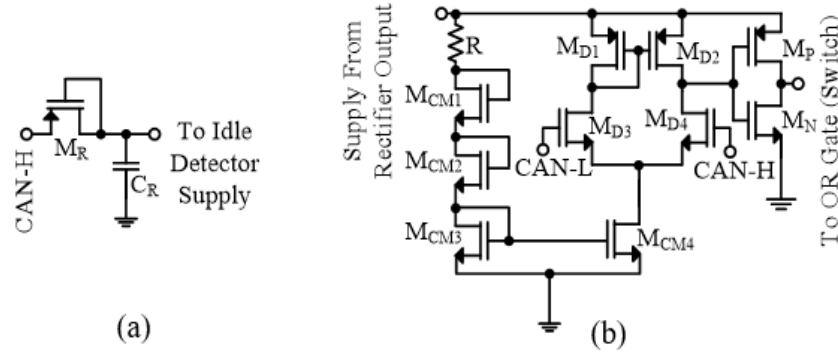 CAN-H
M_R
C_R
To Idle
Detector
Supply
(a)
Supply From
Rectifier Output
R
M_CM1
M_CM2
M_CM3
M_CM4
M_D1
M_D2
M_D3
M_D4
CAN-L
CAN-H
M_P
M_N
To OR Gate(Switch)
(b)